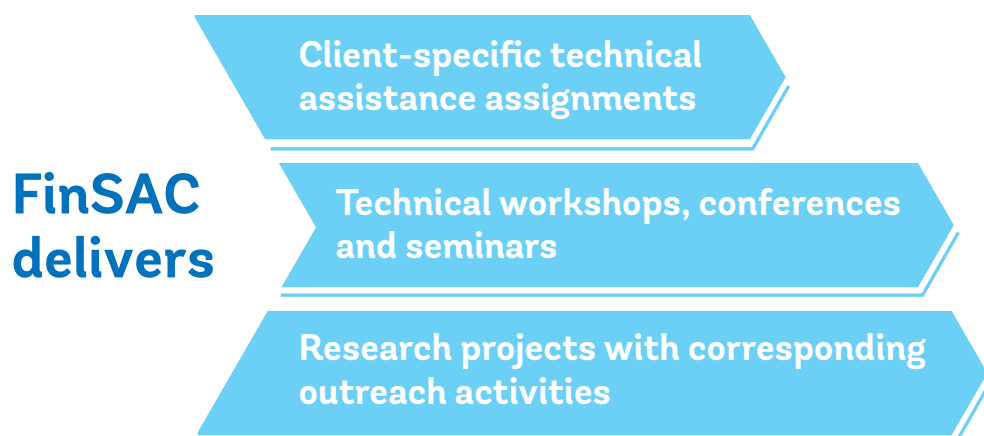 FinSAC
delivers
Client-specific technical
assistance assignments
Technical workshops, conferences
and seminars
Research projects with corresponding
outreach activities